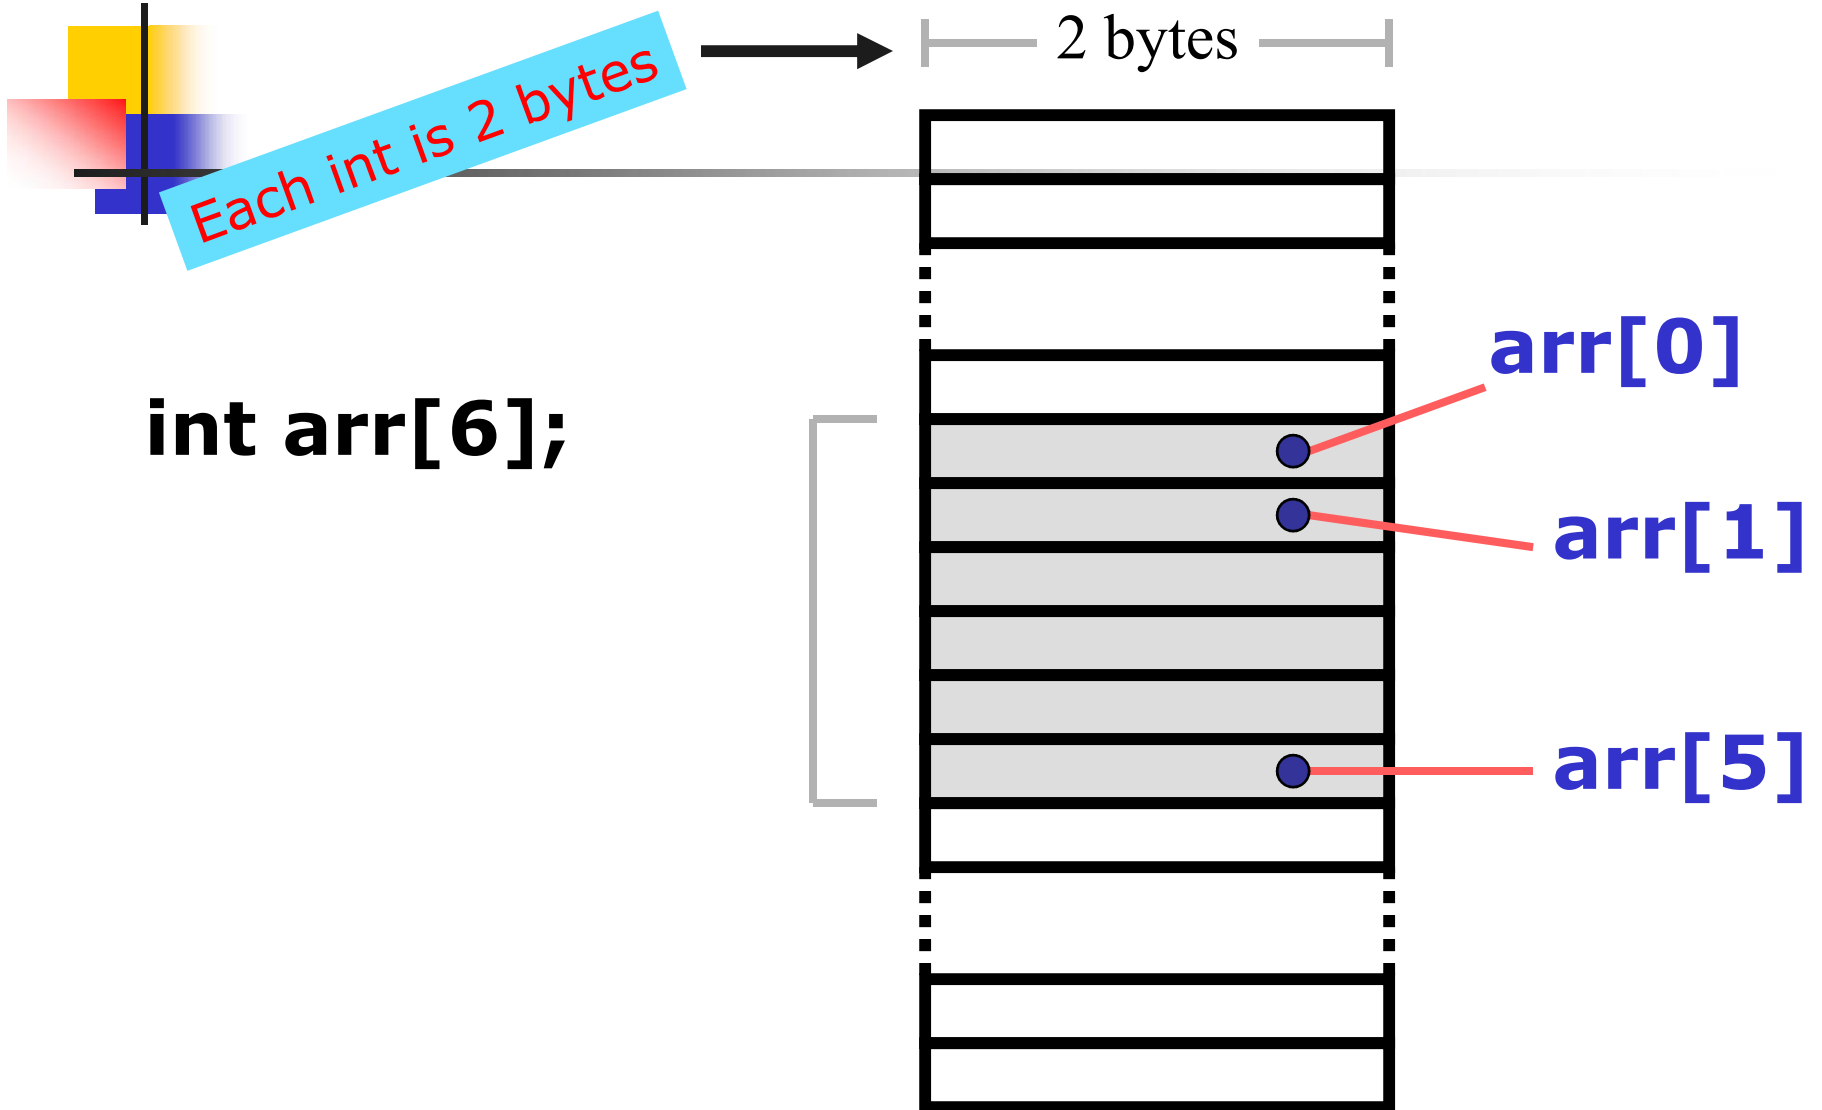 Each int is 2 bytes
2 bytes
int arr[6];
arr[0]
arr[1]
arr[5]